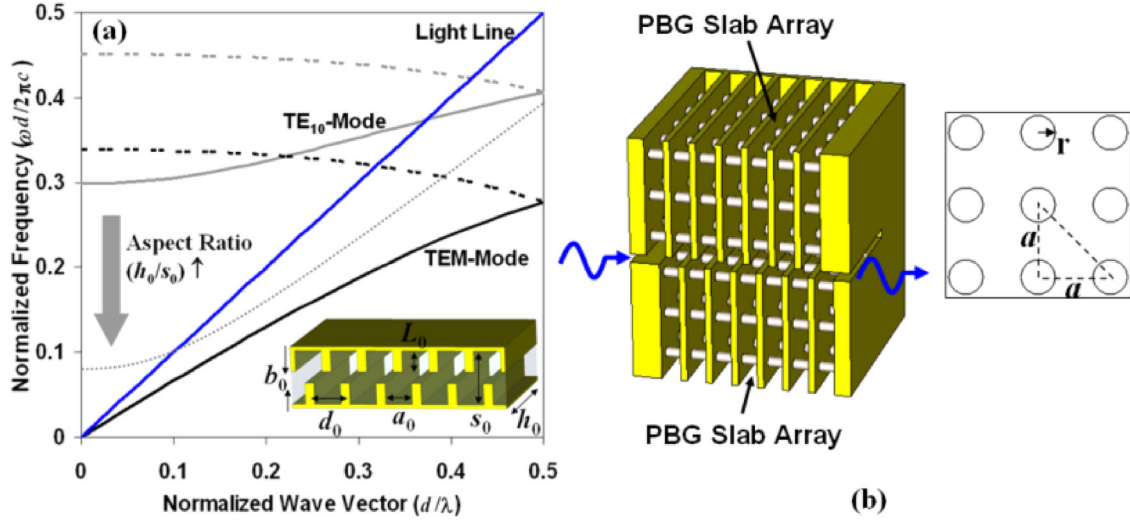 (a)
Light Line
TE10-Mode
TEM-Mode
Aspect Ratio
(h0/s0) ↑
L0
b0
d0
a0
s0
h0
0.5
0.4
0.3
0.2
0.1
0
Normalized Frequency (ωd/2πc)
0
0.1
0.2
0.3
0.4
0.5
Normalized Wave Vector (d/λ)
PBG Slab Array
PBG Slab Array
r
a
a
(b)